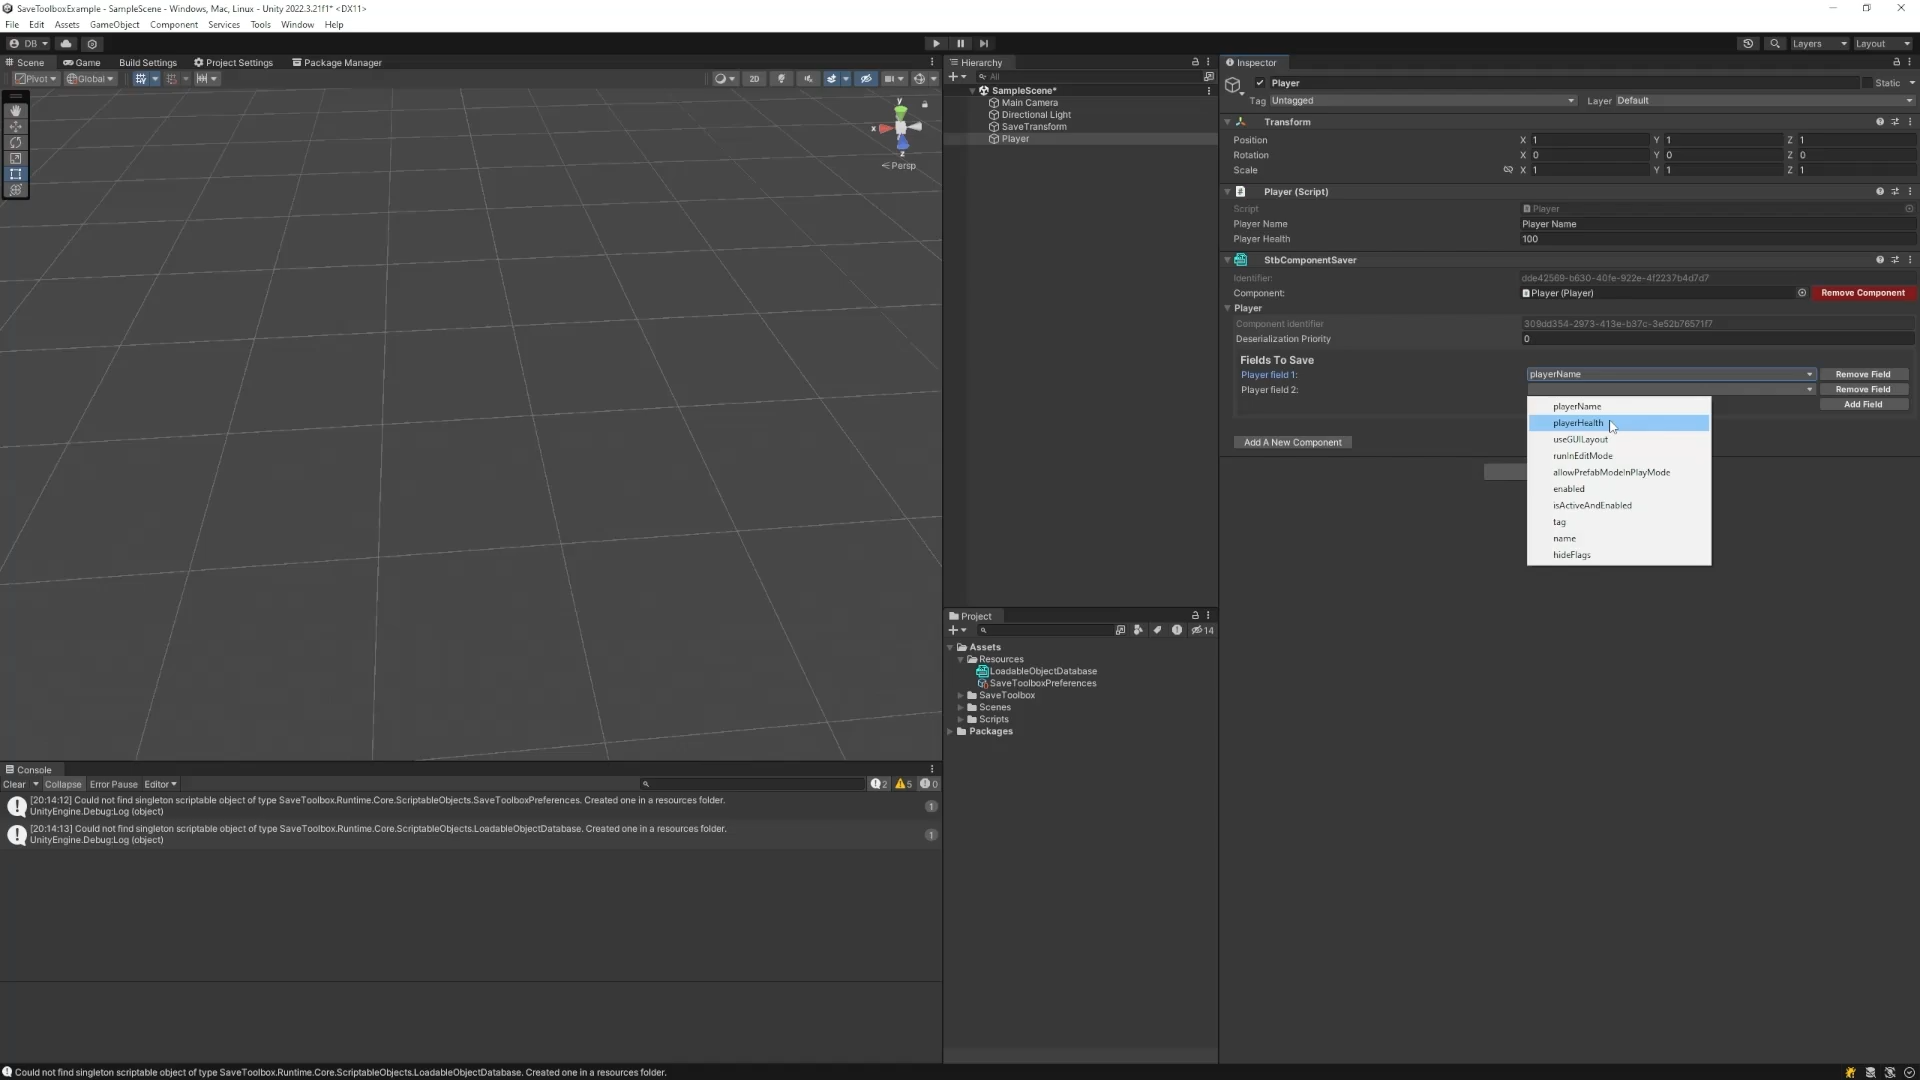 SaveToolboxExample - SampleScene - Windows, Mac, Linux - Unity 2022.3.21f1* <DX11>
File Edit Assets GameObject Component Services Tools Window Help
DB
Layers Layout
Scene Game Build Settings Project Settings Package Manager
Pivot Global 2D
y
x
z
Persp
Hierarchy
All
SampleScene*
Main Camera
Directional Light
SaveTransform
Player
Inspector
Player Static
Tag Untagged Layer Default
Transform
Position X 1 Y 1 Z 1
Rotation X 0 Y 0 Z 0
Scale X 1 Y 1 Z 1
Player (Script)
Script Player
Player Name Player Name
Player Health 100
StbComponentSaver
Identifier: dde42569-b630-40fe-922e-4f2237b4d7d7
Component: Player (Player) Remove Component
Player
Component identifier 309dd354-2973-413e-b37c-3e52b76571f7
Deserialization Priority 0
Fields To Save
Player field 1: playerName Remove Field
Player field 2: Remove Field
Add Field
playerName
playerHealth
useGUILayout
runInEditMode
allowPrefabModeInPlayMode
enabled
isActiveAndEnabled
tag
name
hideFlags
Add A New Component
Project
14
Assets
Resources
LoadableObjectDatabase
SaveToolboxPreferences
SaveToolbox
Scenes
Scripts
Packages
Console
Clear Collapse Error Pause Editor 2 5 0
[20:14:12] Could not find singleton scriptable object of type SaveToolbox.Runtime.Core.ScriptableObjects.SaveToolboxPreferences. Created one in a resources folder.
UnityEngine.Debug:Log (object)
1
[20:14:13] Could not find singleton scriptable object of type SaveToolbox.Runtime.Core.ScriptableObjects.LoadableObjectDatabase. Created one in a resources folder.
UnityEngine.Debug:Log (object)
1
Could not find singleton scriptable object of type SaveToolbox.Runtime.Core.ScriptableObjects.LoadableObjectDatabase. Created one in a resources folder.